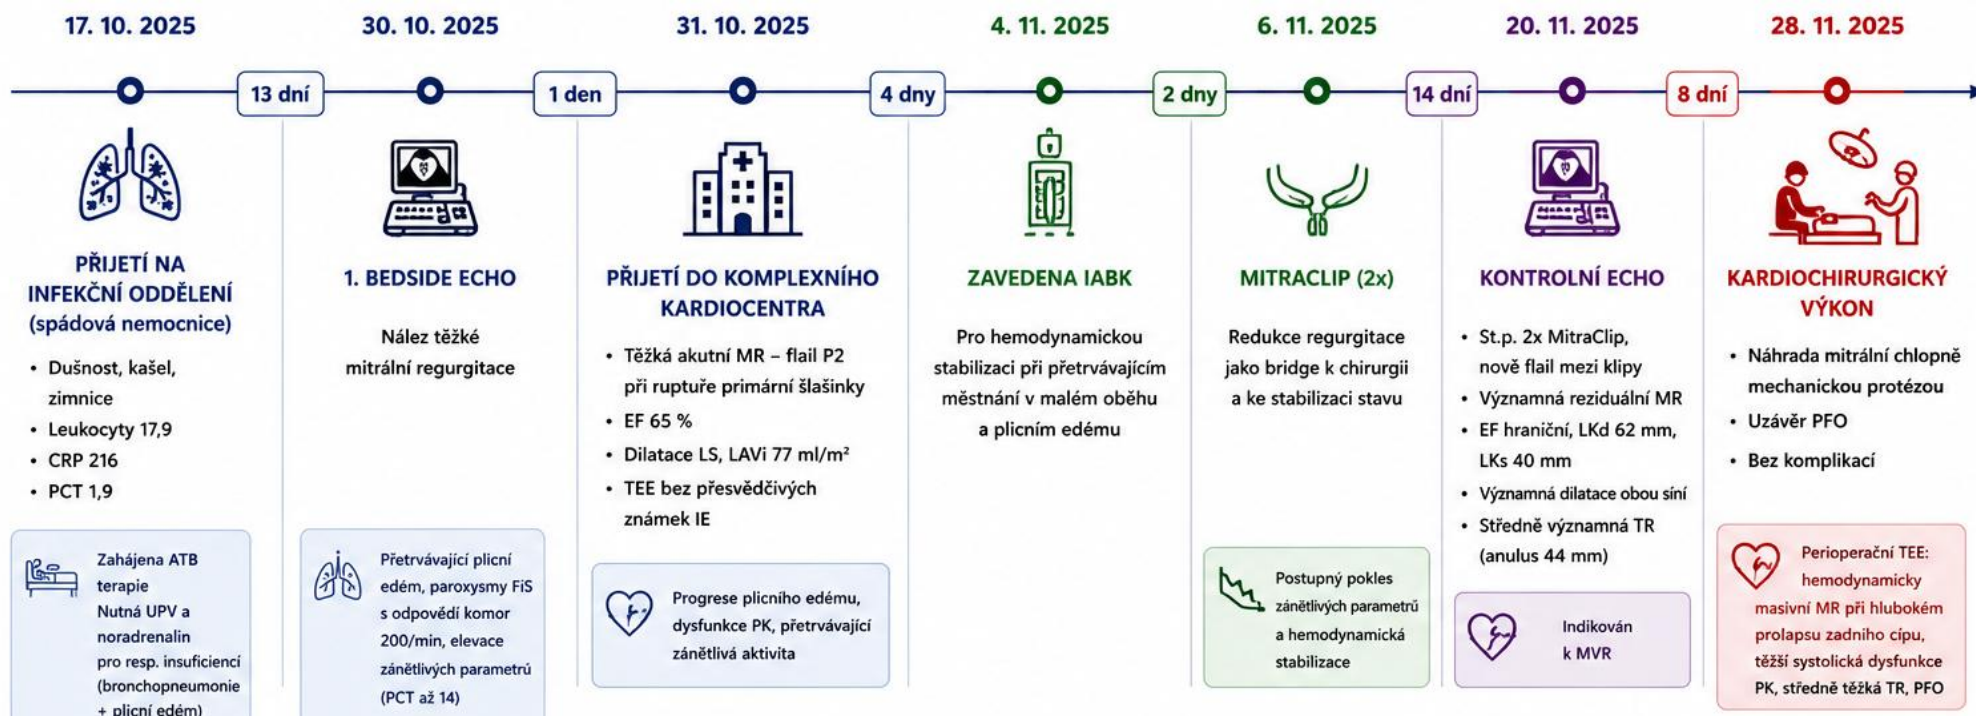 17. 10. 2025
30. 10. 2025
31. 10. 2025
4. 11. 2025
6. 11. 2025
20. 11. 2025
28. 11. 2025
13 dní
1 den
4 dny
2 dny
14 dní
8 dní
PŘIJETÍ NA
INFEKČNÍ ODDĚLENÍ
(spádová nemocnice)
• Dušnost, kašel,
zimnice
• Leukocyty 17,9
• CRP 216
• PCT 1,9
Zahájena ATB
terapie
Nutná UPV a
noradrenalin
pro resp. insuficiencí
(bronchopneumonie
+ plicní edém)
1. BEDSIDE ECHO
Nález těžké
mitrální regurgitace
Přetrvávající plicní
edém, paroxysmy FiS
s odpovědí komor
200/min, elevace
zánětlivých parametrů
(PCT až 14)
PŘIJETÍ DO KOMPLEXNÍHO
KARDIOCENTRA
• Těžká akutní MR – flail P2
při ruptuře primární šlašinky
• EF 65 %
• Dilatace LS, LAVi 77 ml/m²
• TEE bez přesvědčivých
známek IE
Progrese plicního edému,
dysfunkce PK, přetrvávající
zánětlivá aktivita
ZAVEDENA IABK
Pro hemodynamickou
stabilizaci při přetrvávajícím
městnání v malém oběhu
a plicním edému
MITRACLIP (2x)
Redukce regurgitace
jako bridge k chirurgii
a ke stabilizaci stavu
Postupný pokles
zánětlivých parametrů
a hemodynamická
stabilizace
KONTROLNÍ ECHO
• St.p. 2x MitraClip,
nově flail mezi klipy
• Významná reziduální MR
• EF hraniční, LKd 62 mm,
LKs 40 mm
• Významná dilatace obou síní
• Středně významná TR
(anulus 44 mm)
Indikován
k MVR
KARDIOCHIRURGICKÝ
VÝKON
• Náhrada mitrální chlopně
mechanickou protézou
• Uzávěr PFO
• Bez komplikací
Perioperační TEE:
hemodynamicky
masivní MR při hlubokém
prolapsu zadního cípu,
těžší systolická dysfunkce
PK, středně těžká TR, PFO